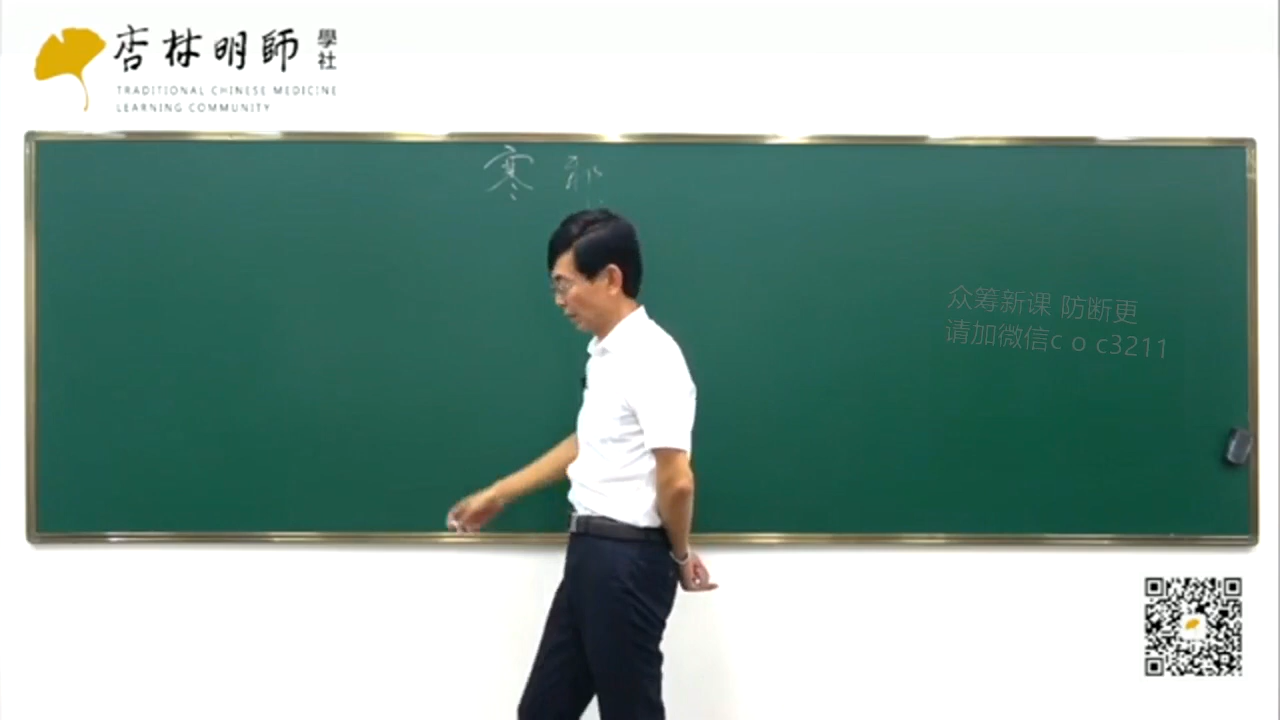 杏林明師 學社
TRADITIONAL CHINESE MEDICINE
LEARNING COMMUNITY
寒 邪
众筹新课 防断更
请加微信c o c3211